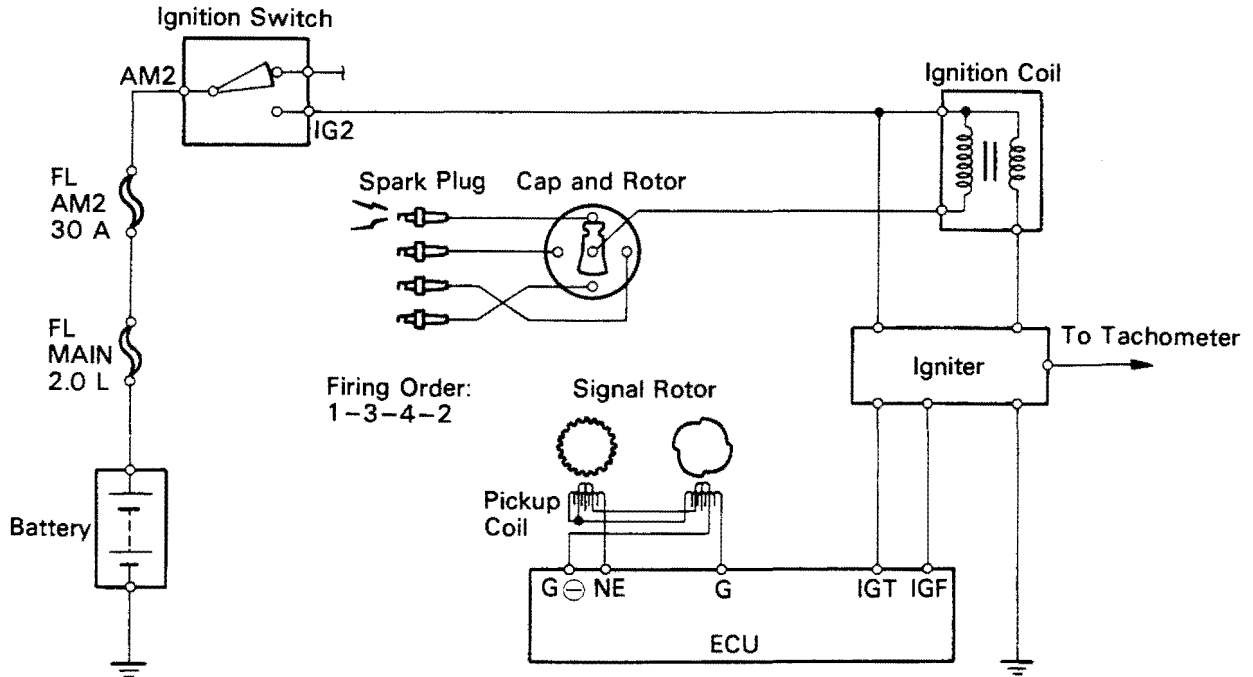 Ignition Switch
AM2
IG2
Ignition Coil
FL
AM2
30 A
Spark Plug
Cap and Rotor
FL
MAIN
2.0 L
To Tachometer
Igniter
Firing Order:
1–3–4–2
Signal Rotor
Pickup
Coil
Battery
G ⊖ NE
G
IGT IGF
ECU